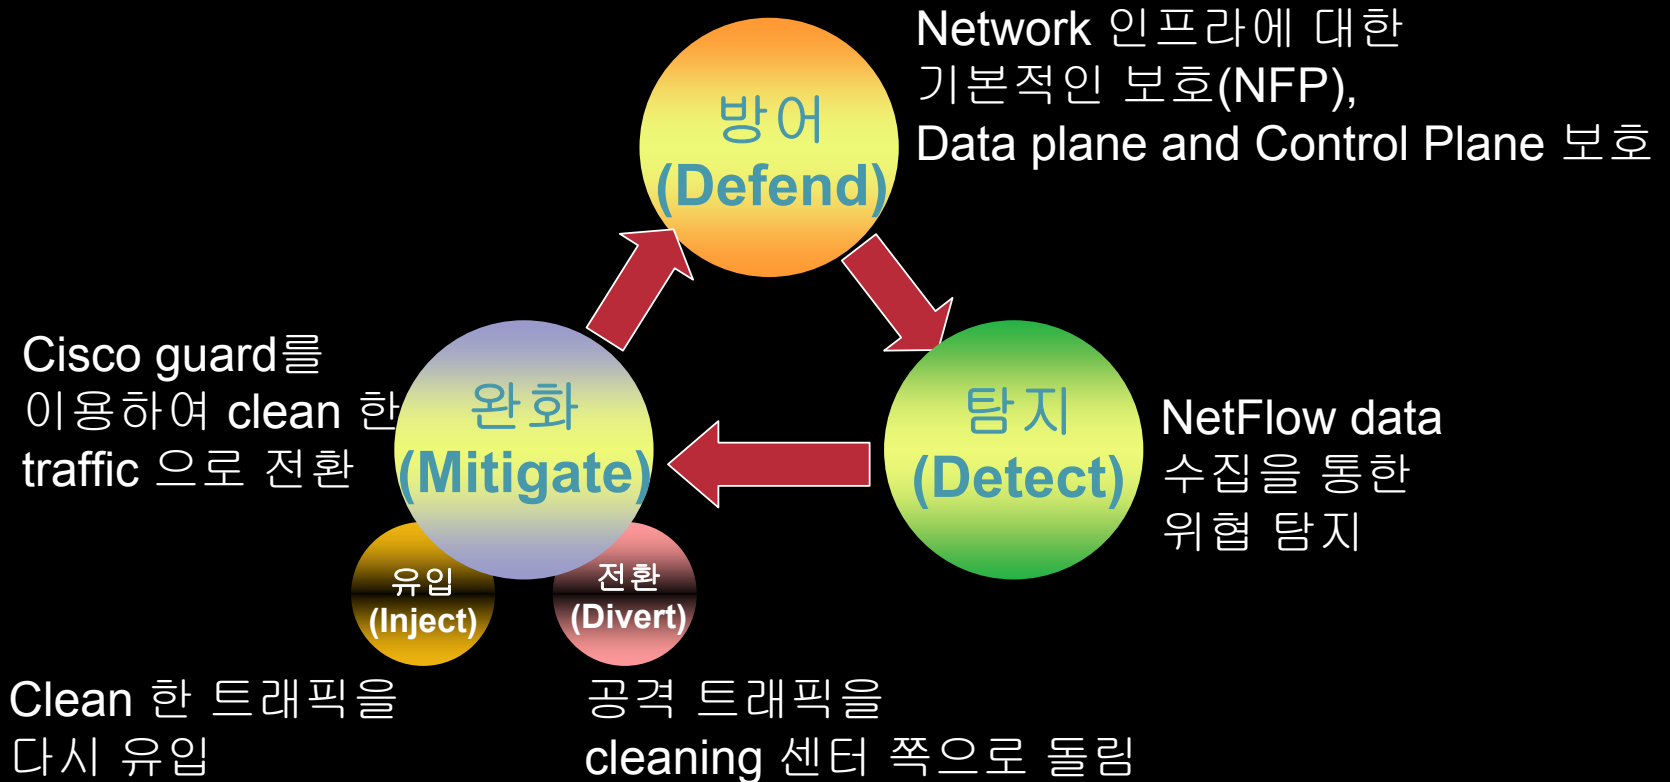 방어
(Defend)
Network 인프라에 대한
기본적인 보호(NFP),
Data plane and Control Plane 보호
탐지
(Detect)
NetFlow data
수집을 통한
위협 탐지
완화
(Mitigate)
Cisco guard를
이용하여 clean 한
traffic 으로 전환
유입
(Inject)
전환
(Divert)
Clean 한 트래픽을
다시 유입
공격 트래픽을
cleaning 센터 쪽으로 돌림